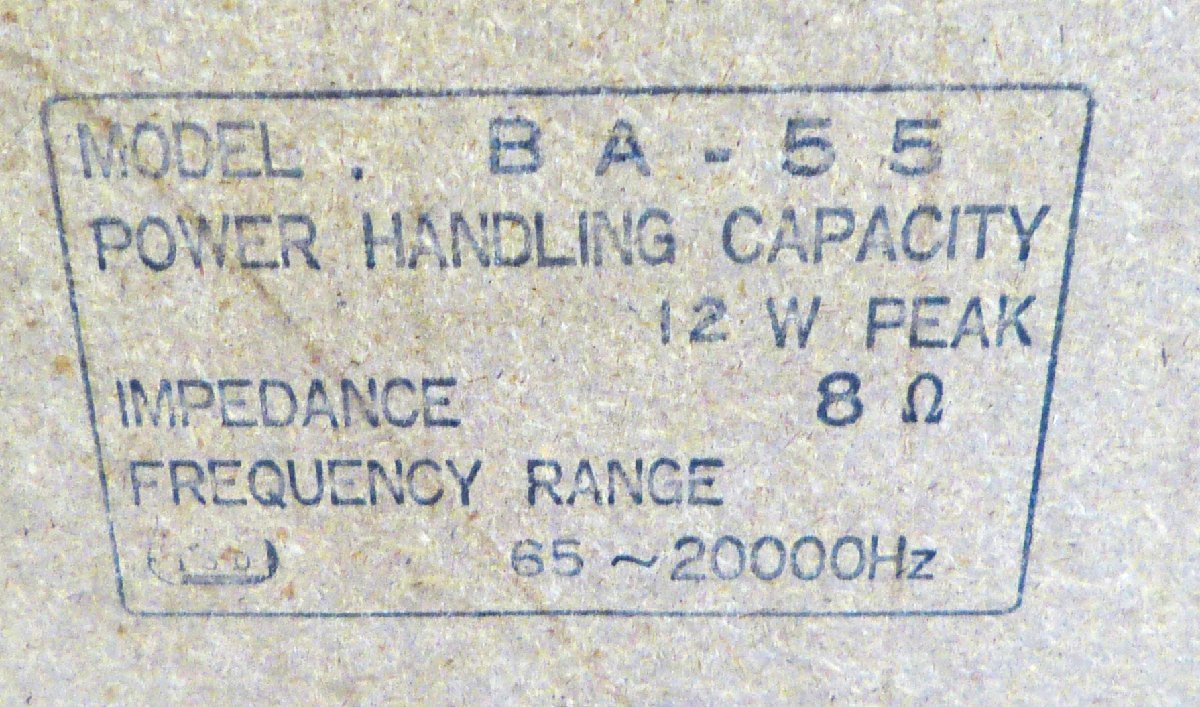 MODEL . BA-55
POWER HANDLING CAPACITY
12 W PEAK
IMPEDANCE 8 Ω
FREQUENCY RANGE
65~20000Hz